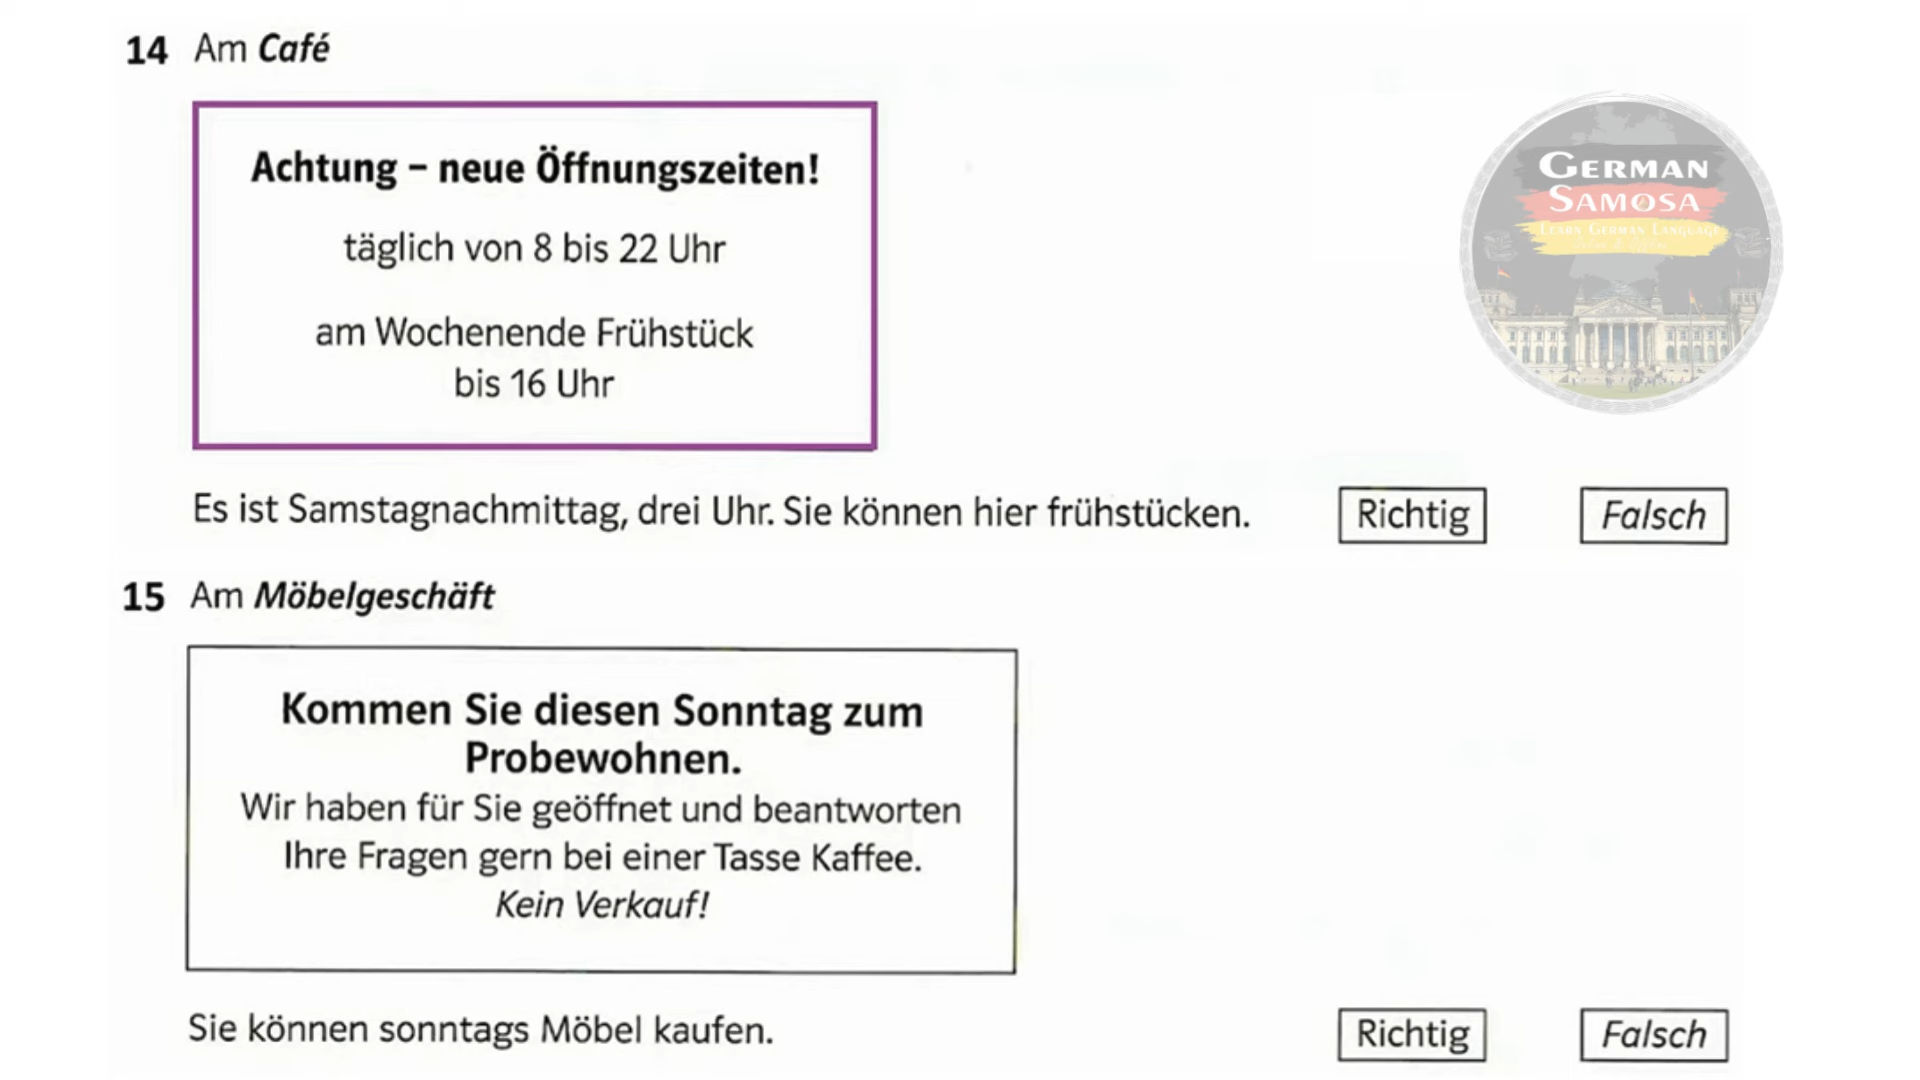 14 Am Café
Achtung – neue Öffnungszeiten!
täglich von 8 bis 22 Uhr
am Wochenende Frühstück
bis 16 Uhr
GERMAN
SAMOSA
LEARN GERMAN LANGUAGE
Es ist Samstagnachmittag, drei Uhr. Sie können hier frühstücken. Richtig Falsch
15 Am Möbelgeschäft
Kommen Sie diesen Sonntag zum
Probewohnen.
Wir haben für Sie geöffnet und beantworten
Ihre Fragen gern bei einer Tasse Kaffee.
Kein Verkauf!
Sie können sonntags Möbel kaufen. Richtig Falsch